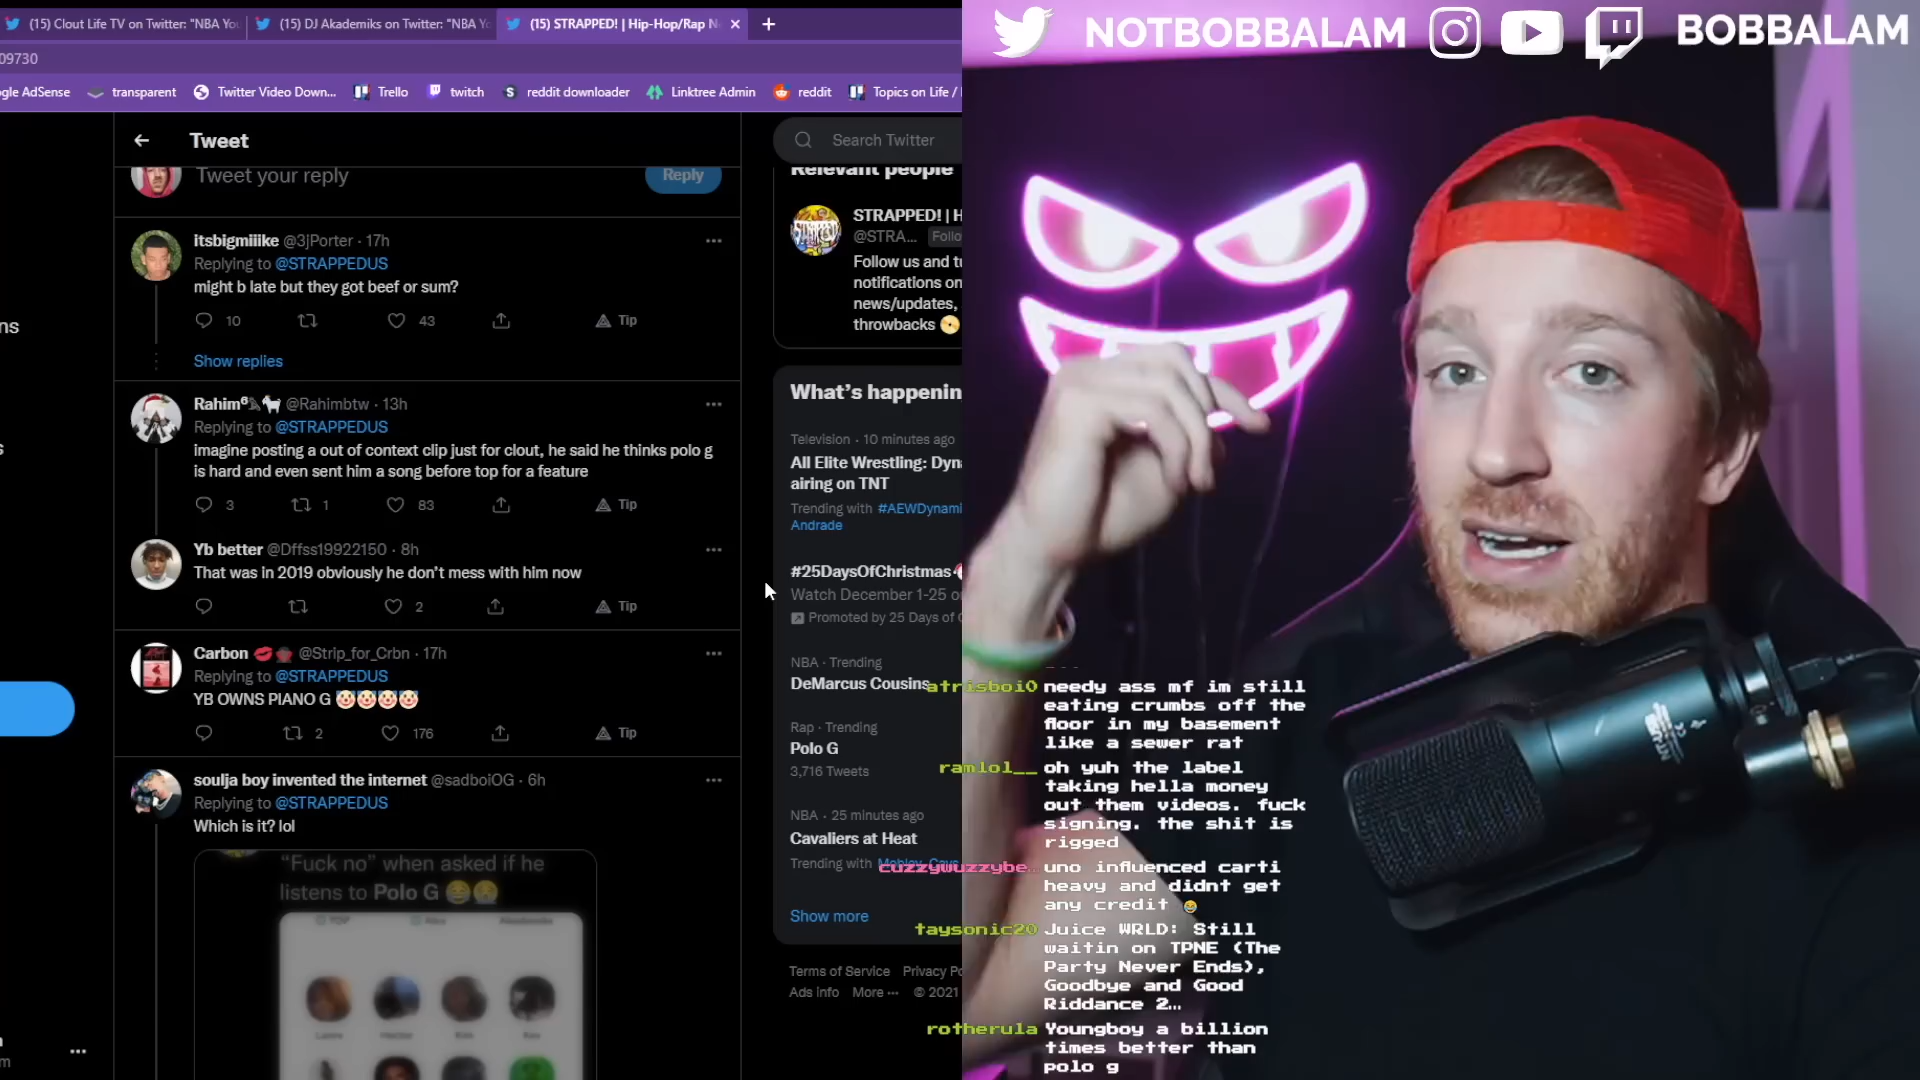 (15) Clout Life TV on Twitter: "NBA You
(15) DJ Akademiks on Twitter: "NBA Yo
(15) STRAPPED! | Hip-Hop/Rap N
09730
gle AdSense
transparent
Twitter Video Down...
Trello
twitch
reddit downloader
Linktree Admin
reddit
Topics on Life /
NOTBOBBALAM
BOBBALAM
Tweet
Tweet your reply
Reply
itsbigmiiike @3JPorter · 17h
Replying to @STRAPPEDUS
might b late but they got beef or sum?
10
43
Tip
Show replies
Rahim⁶ @Rahimbtw · 13h
Replying to @STRAPPEDUS
imagine posting a out of context clip just for clout, he said he thinks polo g
is hard and even sent him a song before top for a feature
3
1
83
Tip
Yb better @Dffss19922150 · 8h
Replying
That was in 2019 obviously he don't mess with him now
2
Tip
Carbon 💋 @Strip_for_Crbn · 17h
Replying to @STRAPPEDUS
YB OWNS PIANO G 🤡🤡🤡🤡
2
176
Tip
soulja boy invented the internet @sadboiOG · 6h
Replying to @STRAPPEDUS
Which is it? lol
"Fuck no" when asked if he
listens to Polo G
ns
s
Search Twitter
Relevant people
STRAPPED! | H
@STRA...
Follo
Follow us and tu
notifications on
news/updates,
throwbacks
What's happenin
Television · 10 minutes ago
All Elite Wrestling: Dyn
airing on TNT
Trending with #AEWDynami
Andrade
#25DaysOfChristmas
Watch December 1-25 o
Promoted by 25 Days of C
NBA · Trending
DeMarcus Cousins
Rap · Trending
Polo G
3,716 Tweets
NBA · 25 minutes ago
Cavaliers at Heat
Trending with Mobley, Cavs
Show more
Terms of Service Privacy Po
Ads info More ··· © 2021
atrisboi0 needy ass mf im still
eating crumbs off the
floor in my basement
like a sewer rat
ramlol__ oh yuh the label
taking hella money
out them videos. fuck
signing. the shit is
rigged
cuzzywuzzybe… uno influenced carti
heavy and didnt get
any credit 😂
taysonic20 Juice WRLD: Still
waitin on TPNE (The
Party Never Ends),
Goodbye and Good
Riddance 2…
rotherula Youngboy a billion
times better than
polo g